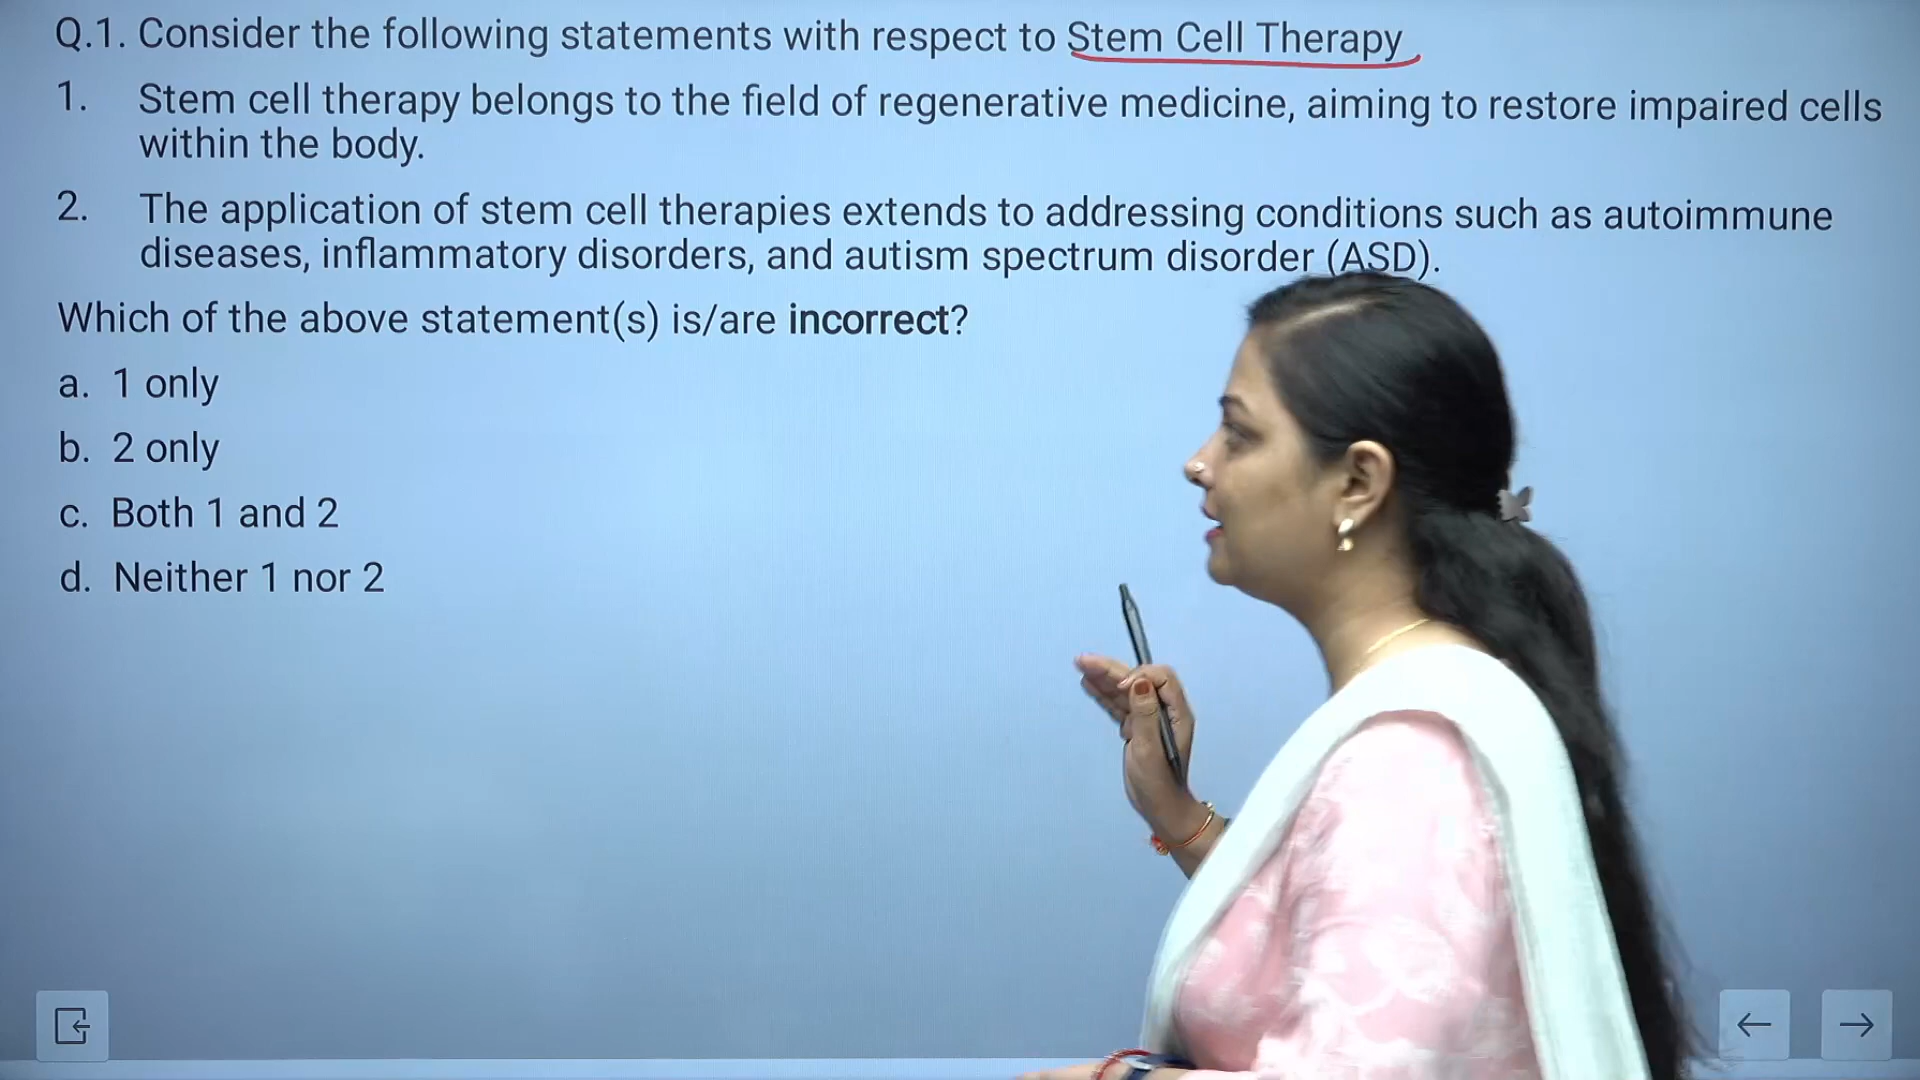 Q.1. Consider the following statements with respect to Stem Cell Therapy
1. Stem cell therapy belongs to the field of regenerative medicine, aiming to restore impaired cells
within the body.
2. The application of stem cell therapies extends to addressing conditions such as autoimmune
diseases, inflammatory disorders, and autism spectrum disorder (ASD).
Which of the above statement(s) is/are incorrect?
a. 1 only
b. 2 only
c. Both 1 and 2
d. Neither 1 nor 2